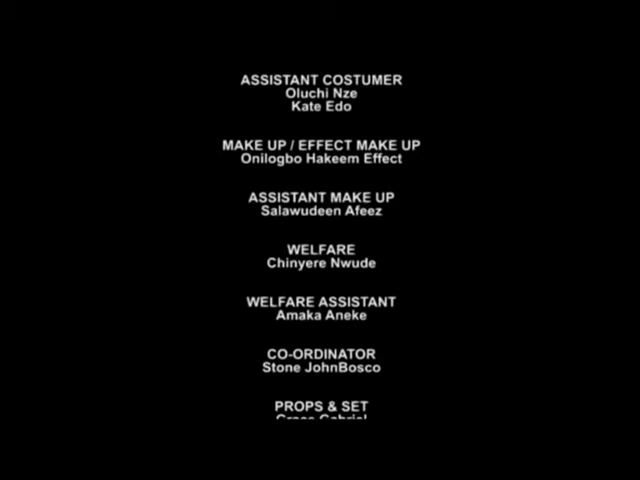 ASSISTANT COSTUMER
Oluchi Nze
Kate Edo
MAKE UP / EFFECT MAKE UP
Onilogbo Hakeem Effect
ASSISTANT MAKE UP
Salawudeen Afeez
WELFARE
Chinyere Nwude
WELFARE ASSISTANT
Amaka Aneke
CO-ORDINATOR
Stone JohnBosco
PROPS & SET